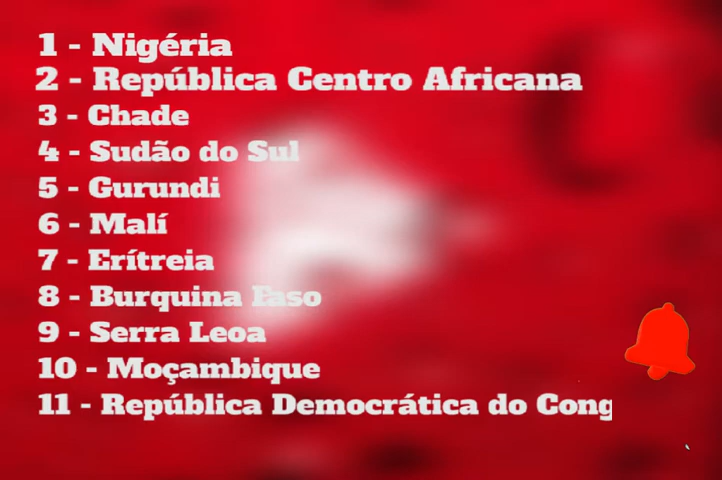 1 - Nigéria
2 - República Centro Africana
3 - Chade
4 - Sudão do Sul
5 - Gurundi
6 - Malí
7 - Erítreia
8 - Burquina Faso
9 - Serra Leoa
10 - Moçambique
11 - República Democrática do Cong